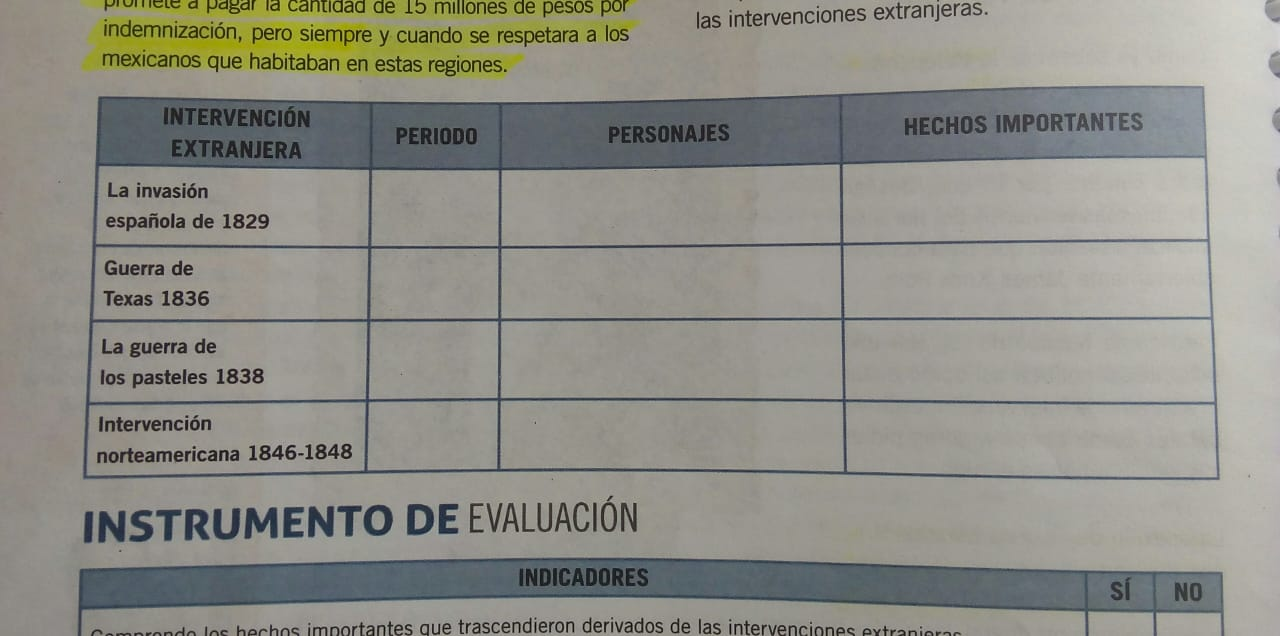 promete a pagar la cantidad de 15 millones de pesos por
indemnización, pero siempre y cuando se respetara a los
mexicanos que habitaban en estas regiones.
las intervenciones extranjeras.
INTERVENCIÓN
EXTRANJERA
PERIODO
PERSONAJES
HECHOS IMPORTANTES
La invasión
española de 1829
Guerra de
Texas 1836
La guerra de
los pasteles 1838
Intervención
norteamericana 1846-1848
INSTRUMENTO DE EVALUACIÓN
INDICADORES
SÍ
NO
Comprendo los hechos importantes que trascendieron derivados de las intervenciones extranjeras